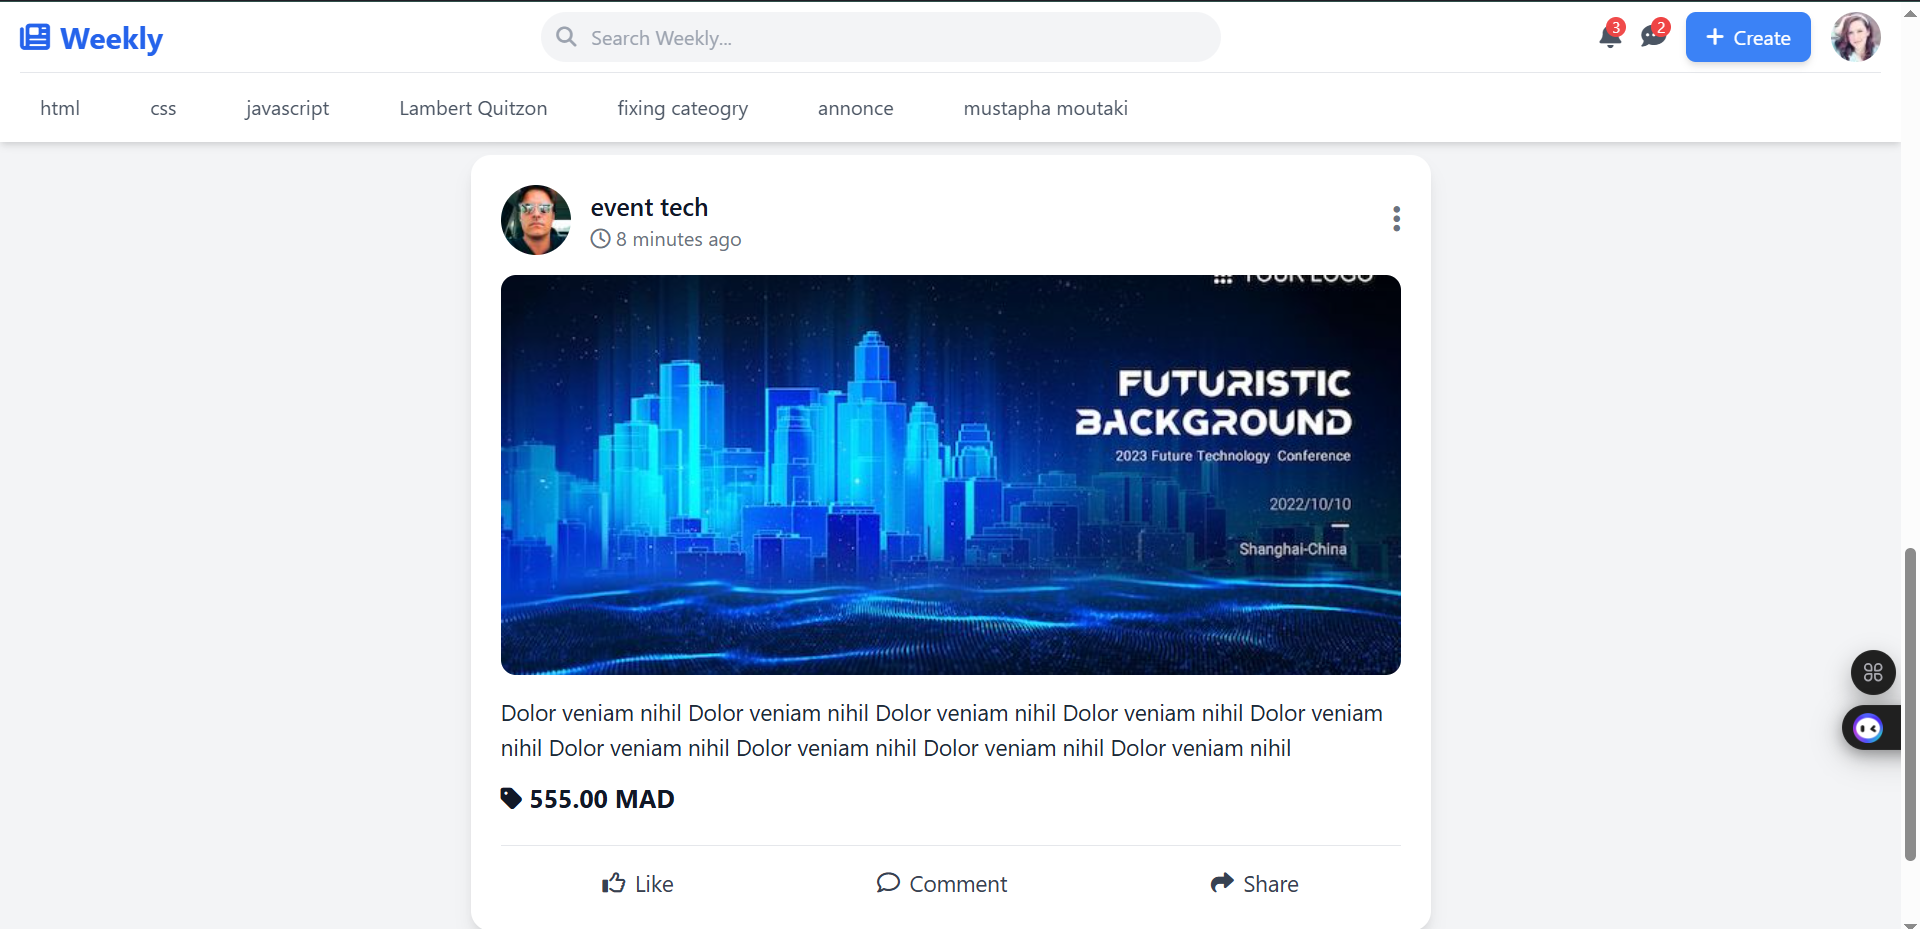 Weekly
Search Weekly...
3
2
Create
html css javascript Lambert Quitzon fixing cateogry annonce mustapha moutaki
event tech
8 minutes ago
YOUR LOGO
FUTURISTIC
BACKGROUND
2023 Future Technology Conference
2022/10/10
Shanghai-China
Dolor veniam nihil Dolor veniam nihil Dolor veniam nihil Dolor veniam nihil Dolor veniam
nihil Dolor veniam nihil Dolor veniam nihil Dolor veniam nihil Dolor veniam nihil
555.00 MAD
Like Comment Share